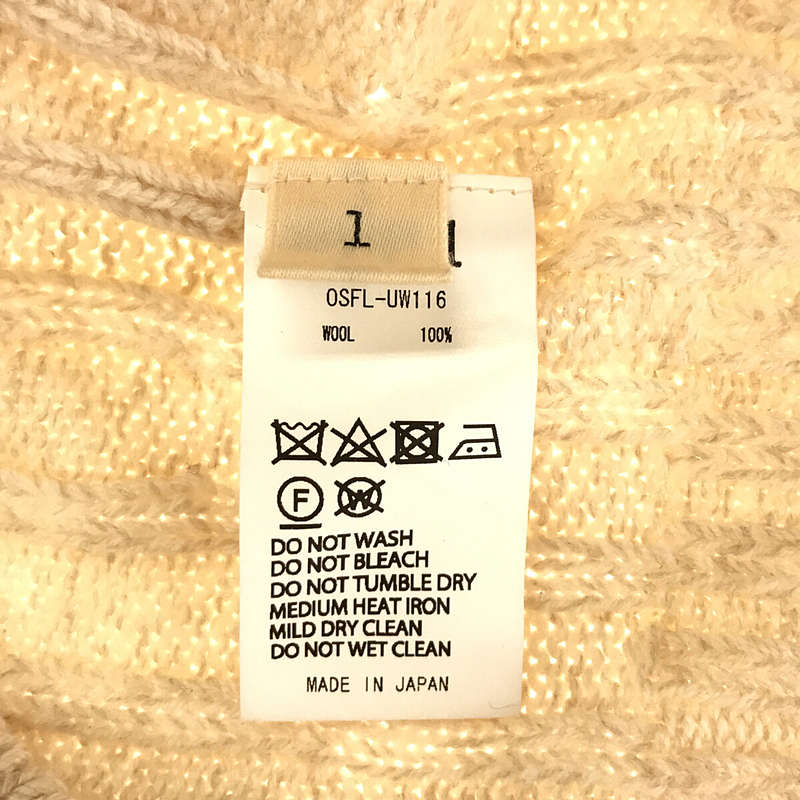 1
OSFL-UW116
WOOL 100%
F
W
DO NOT WASH
DO NOT BLEACH
DO NOT TUMBLE DRY
MEDIUM HEAT IRON
MILD DRY CLEAN
DO NOT WET CLEAN
MADE IN JAPAN